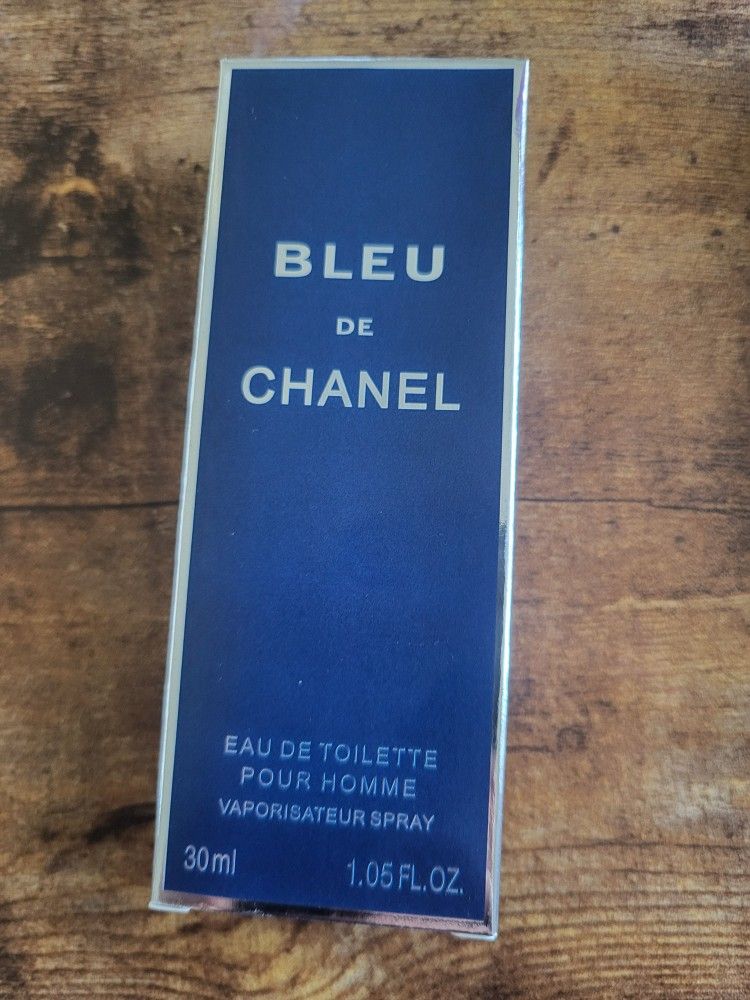 BLEU
DE
CHANEL
EAU DE TOILETTE
POUR HOMME
VAPORISATEUR SPRAY
30ml 1.05 FL.OZ.